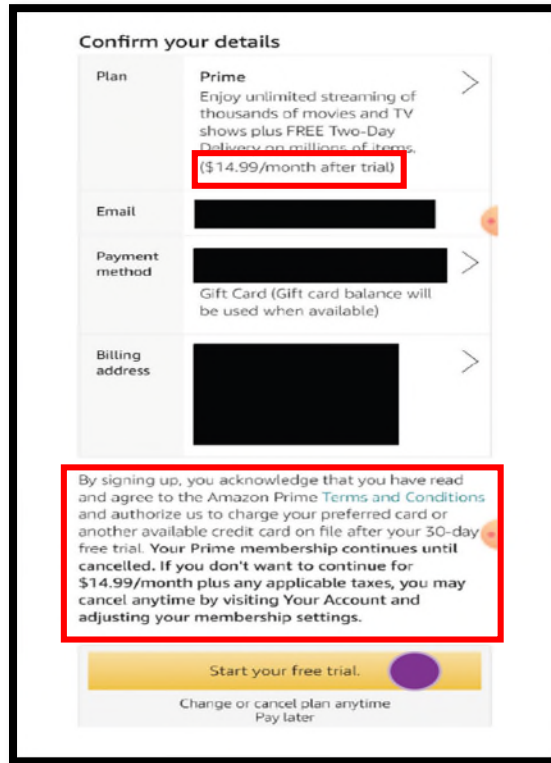 Confirm your details
Plan
Prime
Enjoy unlimited streaming of
thousands of movies and TV
shows plus FREE Two-Day
Delivery on millions of items.
($14.99/month after trial)
Email
Payment
method
Gift Card (Gift card balance will
be used when available)
Billing
address
By signing up, you acknowledge that you have read
and agree to the Amazon Prime Terms and Conditions
and authorize us to charge your preferred card or
another available credit card on file after your 30-day
free trial. Your Prime membership continues until
cancelled. If you don't want to continue for
$14.99/month plus any applicable taxes, you may
cancel anytime by visiting Your Account and
adjusting your membership settings.
Start your free trial.
Change or cancel plan anytime
Pay later